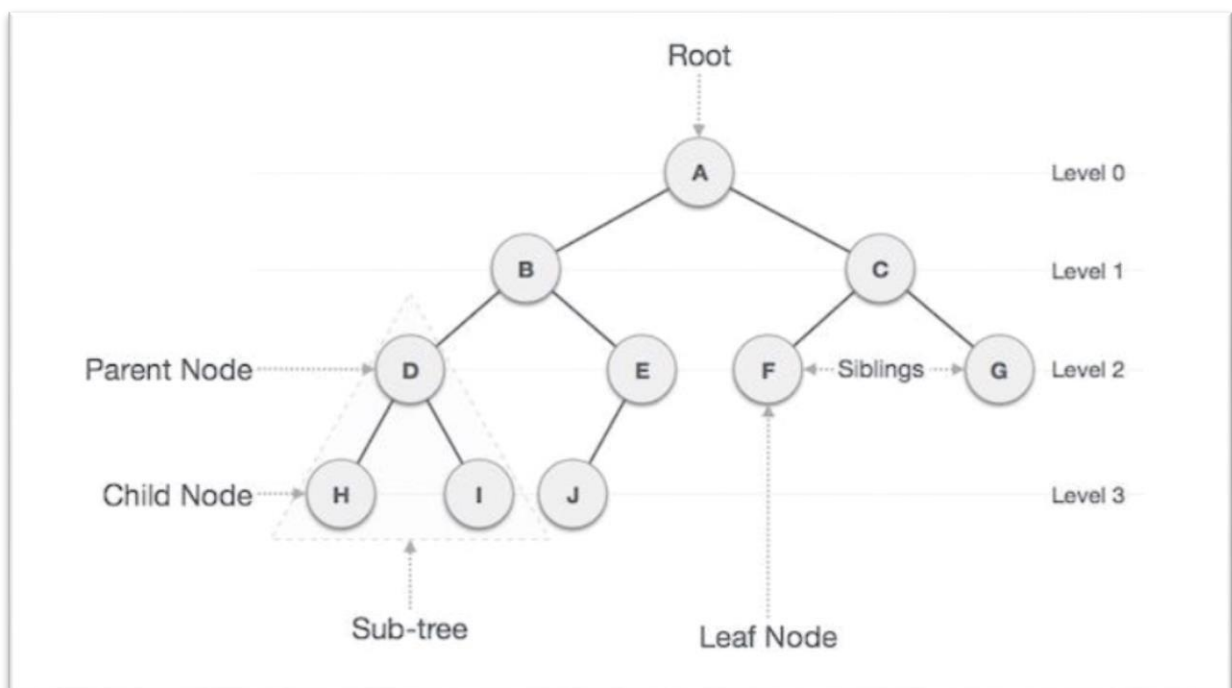 Root
A
Level 0
B
C
Level 1
Parent Node
D
E
F
Siblings
G
Level 2
Child Node
H
I
J
Level 3
Sub-tree
Leaf Node